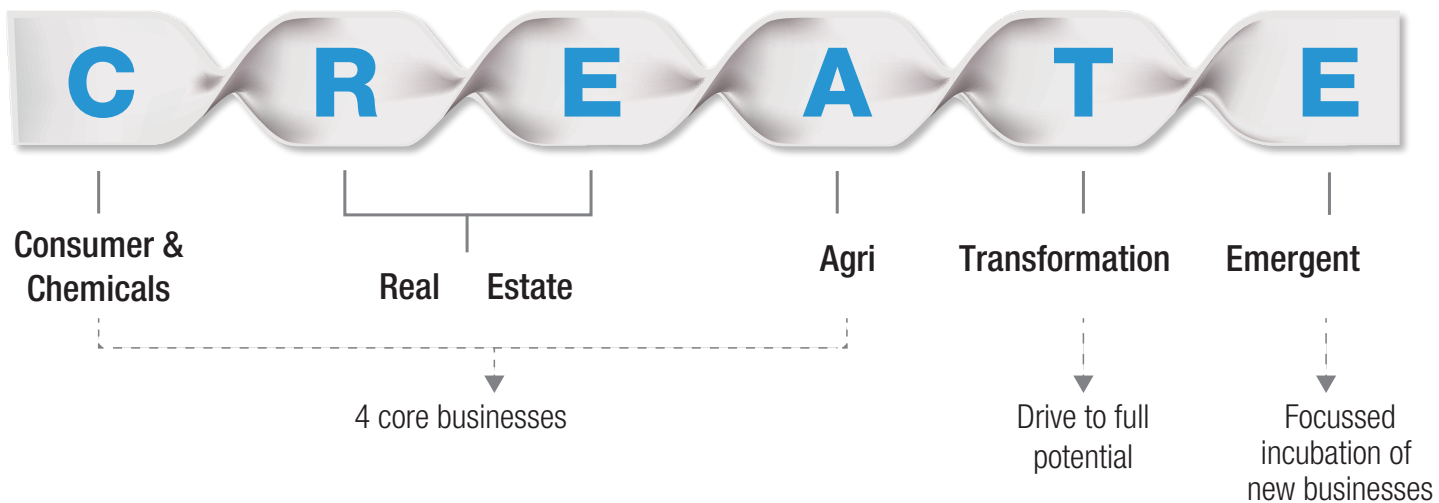 C R E A T E
Consumer &
Chemicals
Real Estate
Agri
Transformation
Emergent
4 core businesses
Drive to full
potential
Focussed
incubation of
new businesses